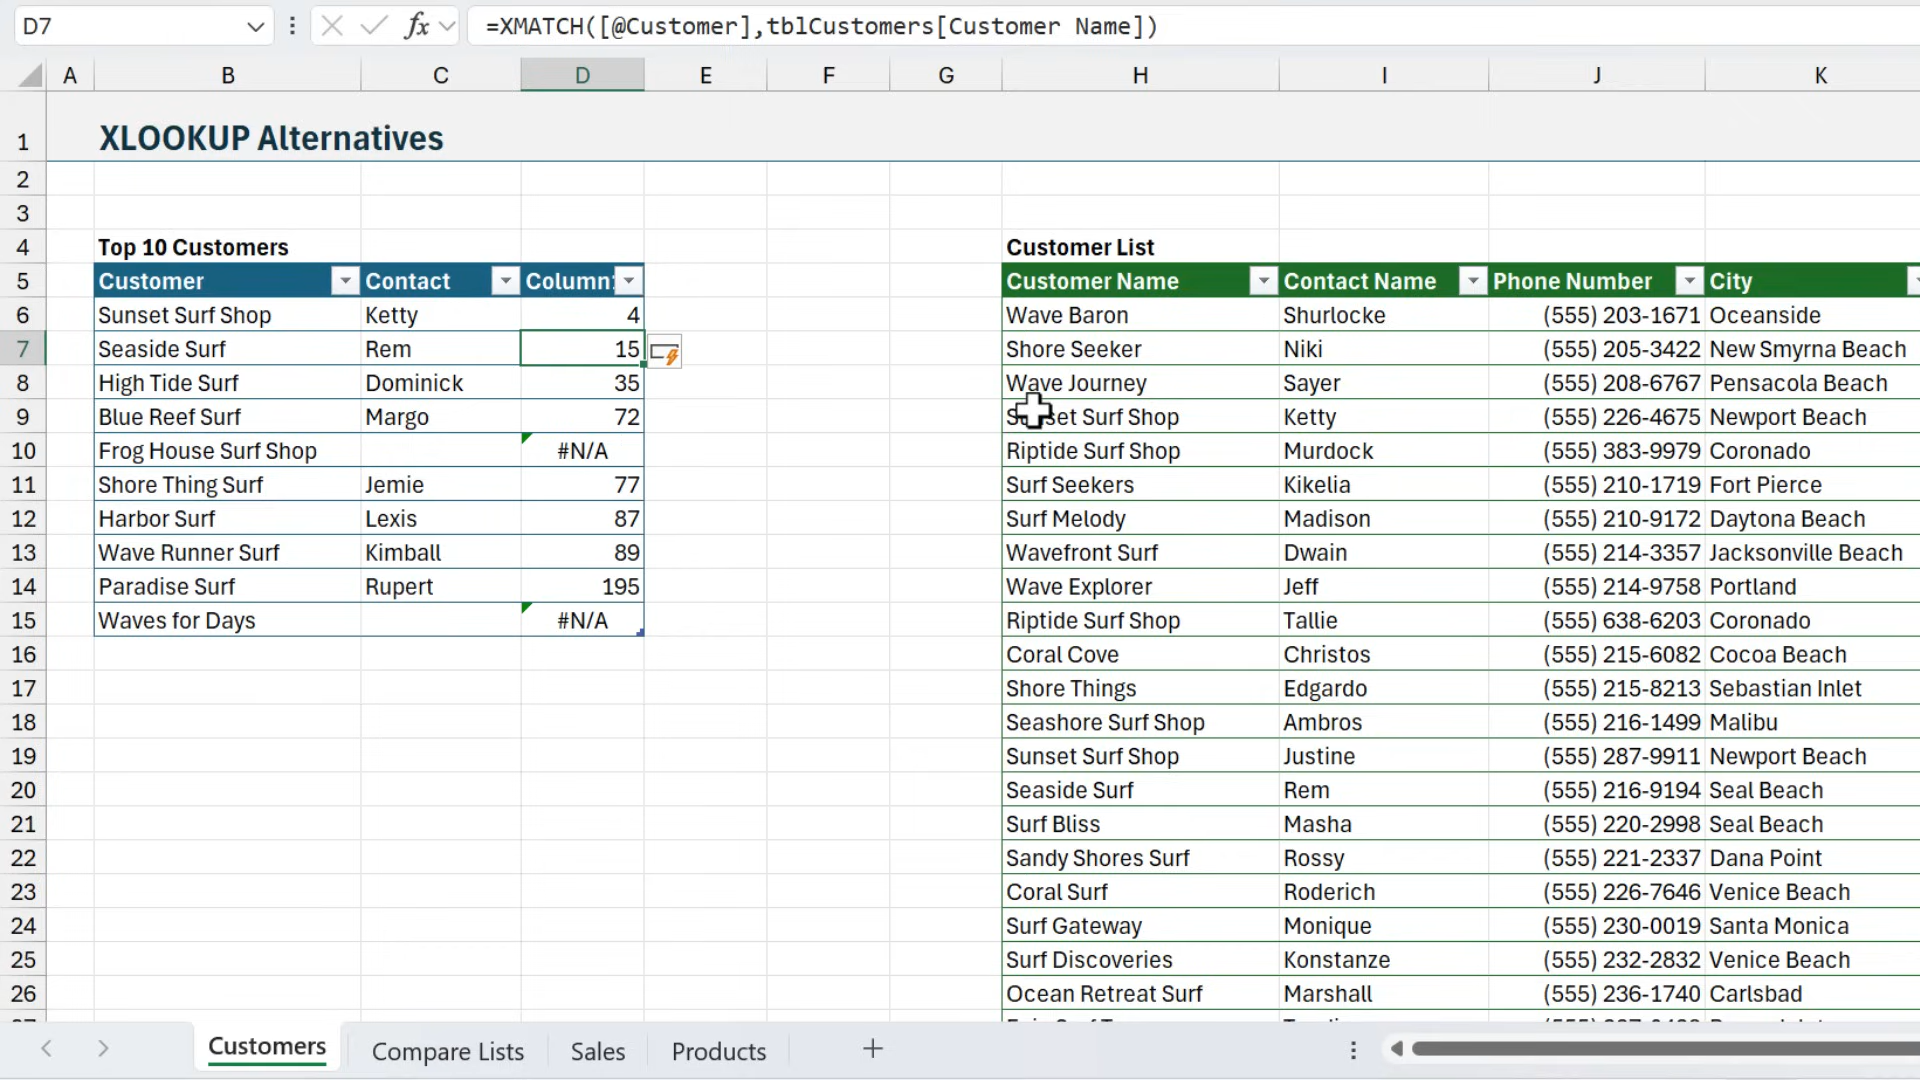 D7 fx =XMATCH([@Customer],tblCustomers[Customer Name])
A B C D E F G H I J K
1 XLOOKUP Alternatives
2
3
4 Top 10 Customers Customer List
5 Customer Contact Column Customer Name Contact Name Phone Number City
6 Sunset Surf Shop Ketty 4 Wave Baron Shurlocke (555) 203-1671 Oceanside
7 Seaside Surf Rem 15 Shore Seeker Niki (555) 205-3422 New Smyrna Beach
8 High Tide Surf Dominick 35 Wave Journey Sayer (555) 208-6767 Pensacola Beach
9 Blue Reef Surf Margo 72 Sunset Surf Shop Ketty (555) 226-4675 Newport Beach
10 Frog House Surf Shop #N/A Riptide Surf Shop Murdock (555) 383-9979 Coronado
11 Shore Thing Surf Jemie 77 Surf Seekers Kikelia (555) 210-1719 Fort Pierce
12 Harbor Surf Lexis 87 Surf Melody Madison (555) 210-9172 Daytona Beach
13 Wave Runner Surf Kimball 89 Wavefront Surf Dwain (555) 214-3357 Jacksonville Beach
14 Paradise Surf Rupert 195 Wave Explorer Jeff (555) 214-9758 Portland
15 Waves for Days #N/A Riptide Surf Shop Tallie (555) 638-6203 Coronado
16 Coral Cove Christos (555) 215-6082 Cocoa Beach
17 Shore Things Edgardo (555) 215-8213 Sebastian Inlet
18 Seashore Surf Shop Ambros (555) 216-1499 Malibu
19 Sunset Surf Shop Justine (555) 287-9911 Newport Beach
20 Seaside Surf Rem (555) 216-9194 Seal Beach
21 Surf Bliss Masha (555) 220-2998 Seal Beach
22 Sandy Shores Surf Rossy (555) 221-2337 Dana Point
23 Coral Surf Roderich (555) 226-7646 Venice Beach
24 Surf Gateway Monique (555) 230-0019 Santa Monica
25 Surf Discoveries Konstanze (555) 232-2832 Venice Beach
26 Ocean Retreat Surf Marshall (555) 236-1740 Carlsbad
Customers Compare Lists Sales Products